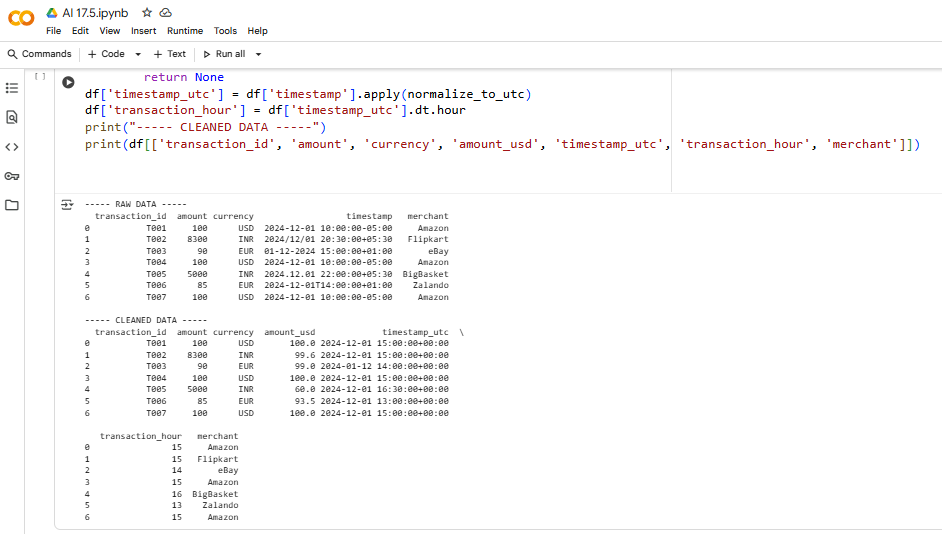 AI 17.5.ipynb
File Edit View Insert Runtime Tools Help
Commands + Code + Text Run all
[ ]
return None
df['timestamp_utc'] = df['timestamp'].apply(normalize_to_utc)
df['transaction_hour'] = df['timestamp_utc'].dt.hour
print("----- CLEANED DATA -----")
print(df[['transaction_id', 'amount', 'currency', 'amount_usd', 'timestamp_utc', 'transaction_hour', 'merchant']])
----- RAW DATA -----
transaction_id amount currency timestamp merchant
0 T001 100 USD 2024-12-01 10:00:00-05:00 Amazon
1 T002 8300 INR 2024/12/01 20:30:00+05:30 Flipkart
2 T003 90 EUR 01-12-2024 15:00:00+01:00 eBay
3 T004 100 USD 2024-12-01 10:00:00-05:00 Amazon
4 T005 5000 INR 2024.12.01 22:00:00+05:30 BigBasket
5 T006 85 EUR 2024-12-01T14:00:00+01:00 Zalando
6 T007 100 USD 2024-12-01 10:00:00-05:00 Amazon
----- CLEANED DATA -----
transaction_id amount currency amount_usd timestamp_utc \
0 T001 100 USD 100.0 2024-12-01 15:00:00+00:00
1 T002 8300 INR 99.6 2024-12-01 15:00:00+00:00
2 T003 90 EUR 99.0 2024-01-12 14:00:00+00:00
3 T004 100 USD 100.0 2024-12-01 15:00:00+00:00
4 T005 5000 INR 60.0 2024-12-01 16:30:00+00:00
5 T006 85 EUR 93.5 2024-12-01 13:00:00+00:00
6 T007 100 USD 100.0 2024-12-01 15:00:00+00:00
transaction_hour merchant
0 15 Amazon
1 15 Flipkart
2 14 eBay
3 15 Amazon
4 16 BigBasket
5 13 Zalando
6 15 Amazon